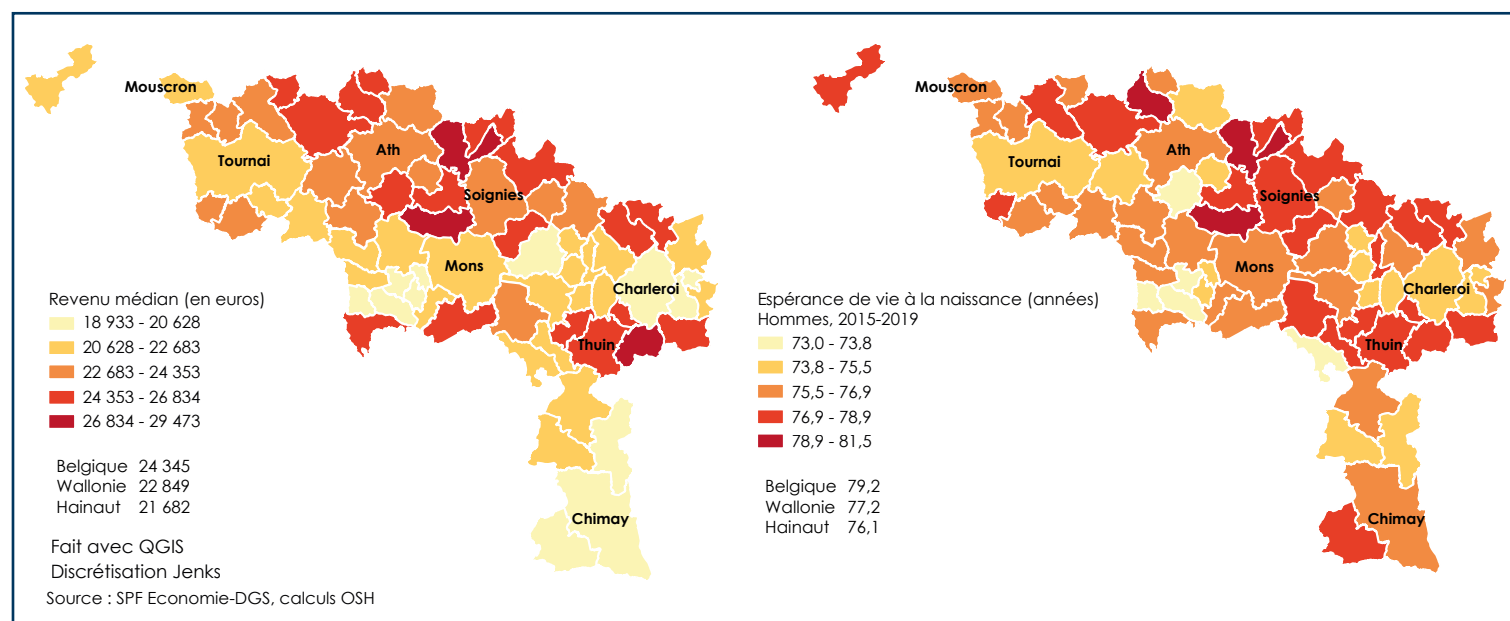 Mouscron
Tournai
Ath
Soignies
Mons
Charleroi
Thuin
Chimay
Revenu médian (en euros)
18 933 - 20 628
20 628 - 22 683
22 683 - 24 353
24 353 - 26 834
26 834 - 29 473
Belgique 24 345
Wallonie 22 849
Hainaut 21 682
Fait avec QGIS
Discrétisation Jenks
Source : SPF Economie-DGS, calculs OSH
Mouscron
Tournai
Ath
Soignies
Mons
Charleroi
Thuin
Chimay
Espérance de vie à la naissance (années)
Hommes, 2015-2019
73,0 - 73,8
73,8 - 75,5
75,5 - 76,9
76,9 - 78,9
78,9 - 81,5
Belgique 79,2
Wallonie 77,2
Hainaut 76,1